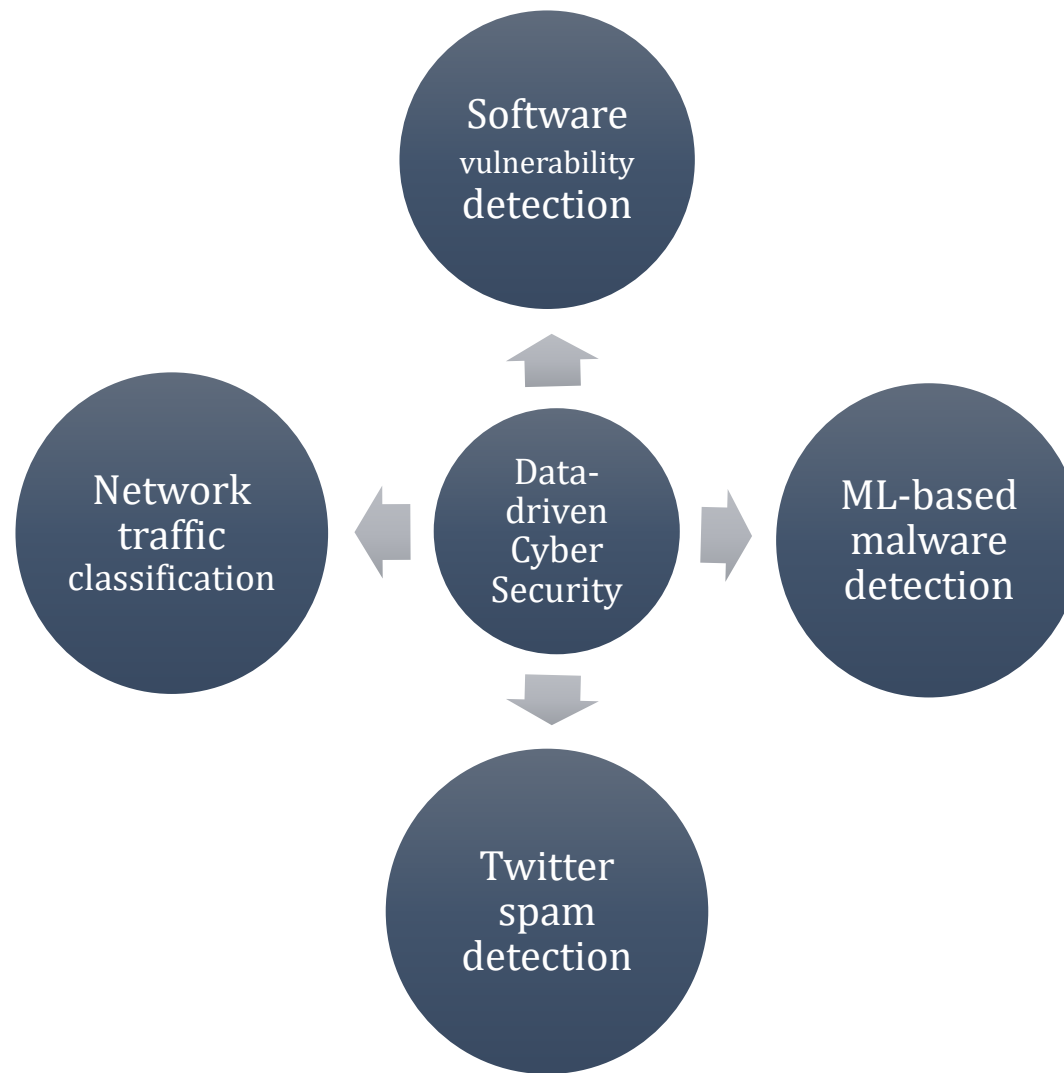 Software
vulnerability
detection
Network
traffic
classification
Data-
driven
Cyber
Security
ML-based
malware
detection
Twitter
spam
detection